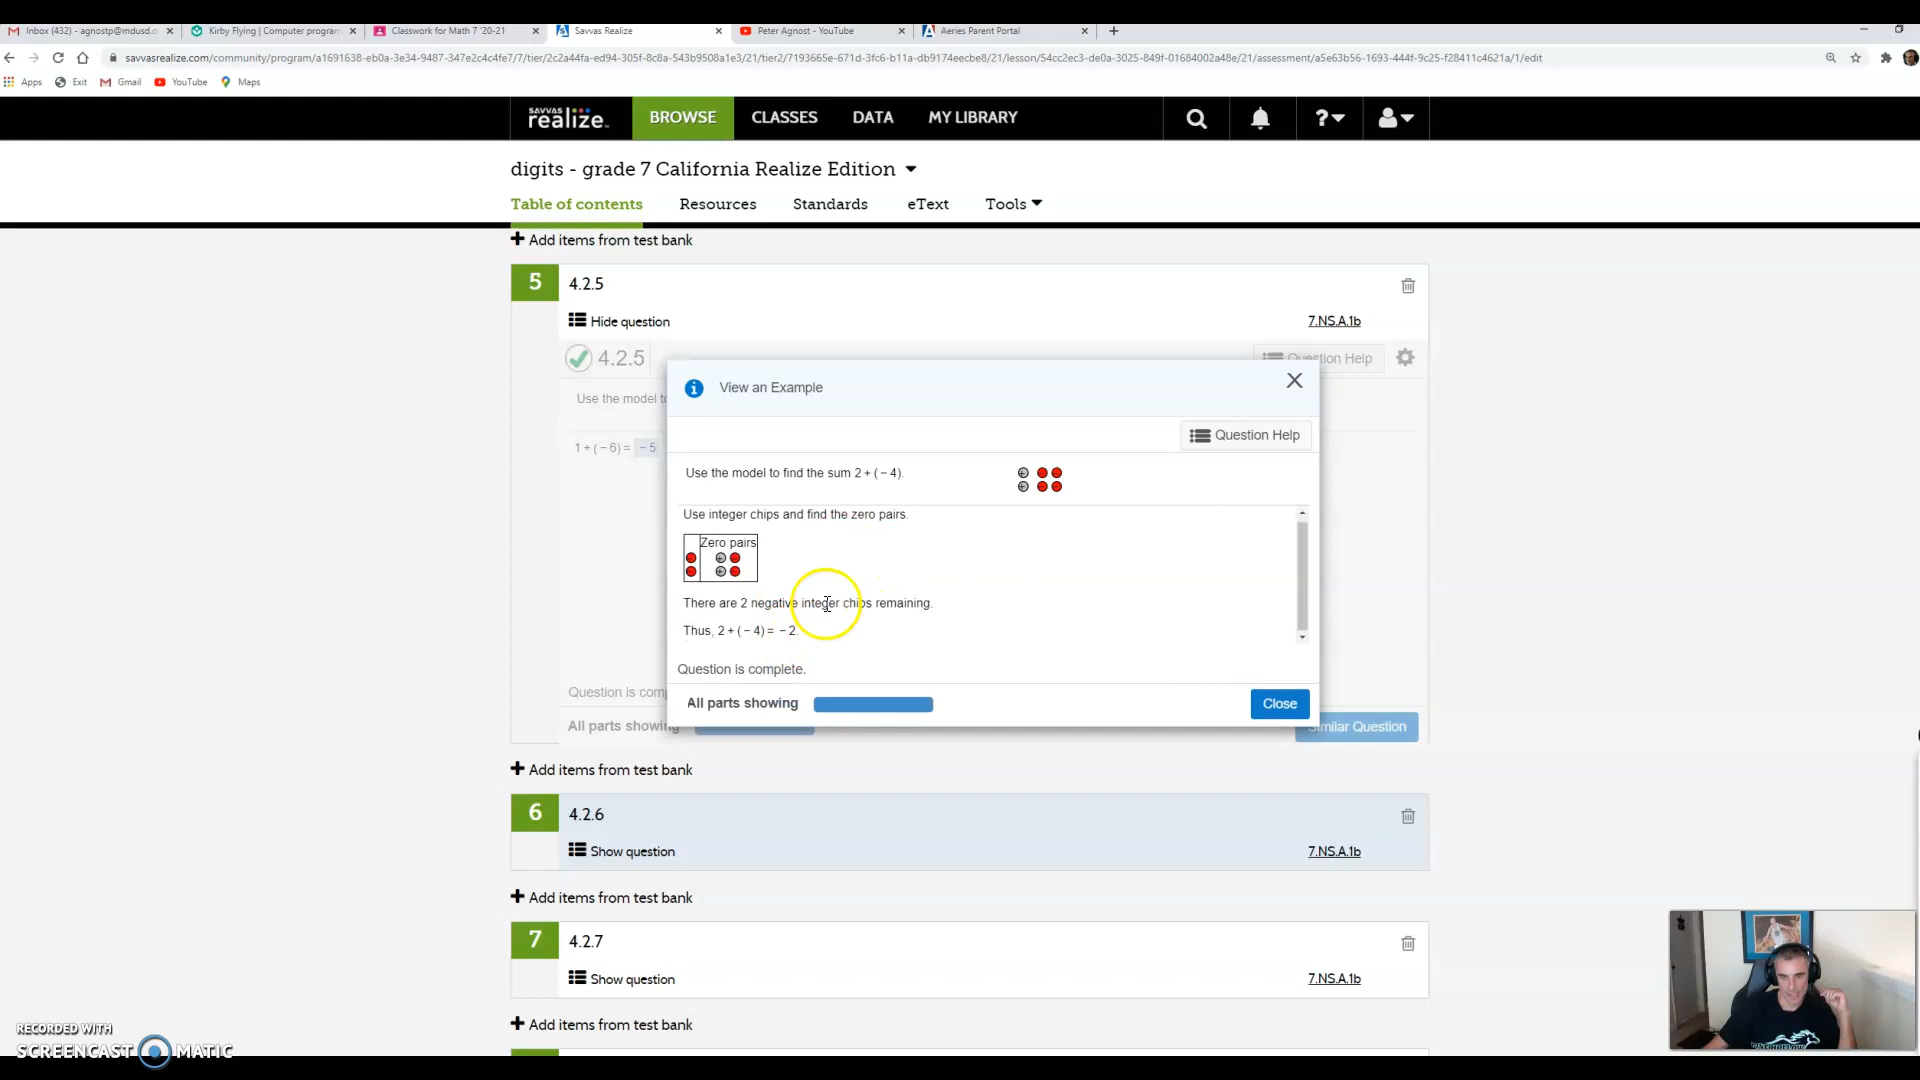 Inbox (432) - agnostp@mdusd.o
Kirby Flying | Computer program
Classwork for Math 7 '20-21
Savvas Realize
Peter Agnost - YouTube
Aeries Parent Portal
savvasrealize.com/community/program/a1691638-eb0a-3e34-9487-347e2c4c4fe7/7/tier/2c2a44fa-ed94-305f-8c8a-543b9508a1e3/21/tier2/7193665e-671d-3fc6-b11a-db9174eecbe8/21/lesson/54cc2ec3-de0a-3025-849f-01684002a48e/21/assessment/a5e63b56-1693-444f-9c25-f28411c4621a/1/edit
Apps Exit Gmail YouTube Maps
SAVVAS
realize
BROWSE CLASSES DATA MY LIBRARY ?
digits - grade 7 California Realize Edition
Table of contents Resources Standards eText Tools
Add items from test bank
5 4.2.5
Hide question 7.NS.A.1b
4.2.5 Question Help
Use the model to
1 + (− 6) = − 5
View an Example
Question Help
Use the model to find the sum 2 + (− 4).
Use integer chips and find the zero pairs.
Zero pairs
There are 2 negative integer chips remaining.
Thus, 2 + (− 4) = − 2.
Question is complete.
All parts showing Close
Question is comp
All parts showing Similar Question
Add items from test bank
6 4.2.6
Show question 7.NS.A.1b
Add items from test bank
7 4.2.7
Show question 7.NS.A.1b
Add items from test bank
RECORDED WITH
SCREENCAST MATIC